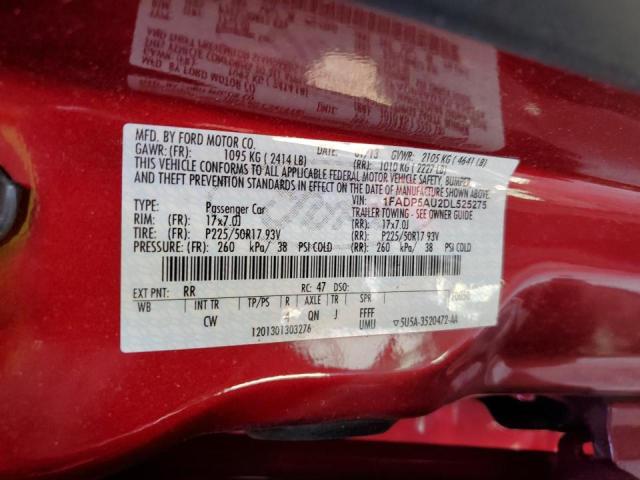 MFD. BY FORD MOTOR CO.
01/13 GVWR: 2105 KG ( 4641 LB)
GAWR: (FR): 1095 KG ( 2414 LB) (RR): 1010 KG ( 2227 LB)
THIS VEHICLE CONFORMS TO ALL APPLICABLE FEDERAL MOTOR VEHICLE SAFETY, BUMPER,
AND THEFT PREVENTION STANDARDS IN EFFECT ON THE DATE OF MANUFACTURE SHOWN ABOVE.
VIN: 1FADP5AU2DL525275
TYPE: Passenger Car TRAILER TOWING - SEE OWNER GUIDE
RIM: (FR): 17x7.0J (RR): 17x7.0J
TIRE: (FR): P225/50R17 93V (RR): P225/50R17 93V
PRESSURE: (FR): 260 kPa/ 38 PSI COLD (RR): 260 kPa/ 38 PSI COLD
EXT PNT: RR RC: 47 DSO:
WB INT TR TP/PS R AXLE TR SPR
CW 4 QN J FFFF
UMU
1201301303276
▽5U5A-3520472-AA